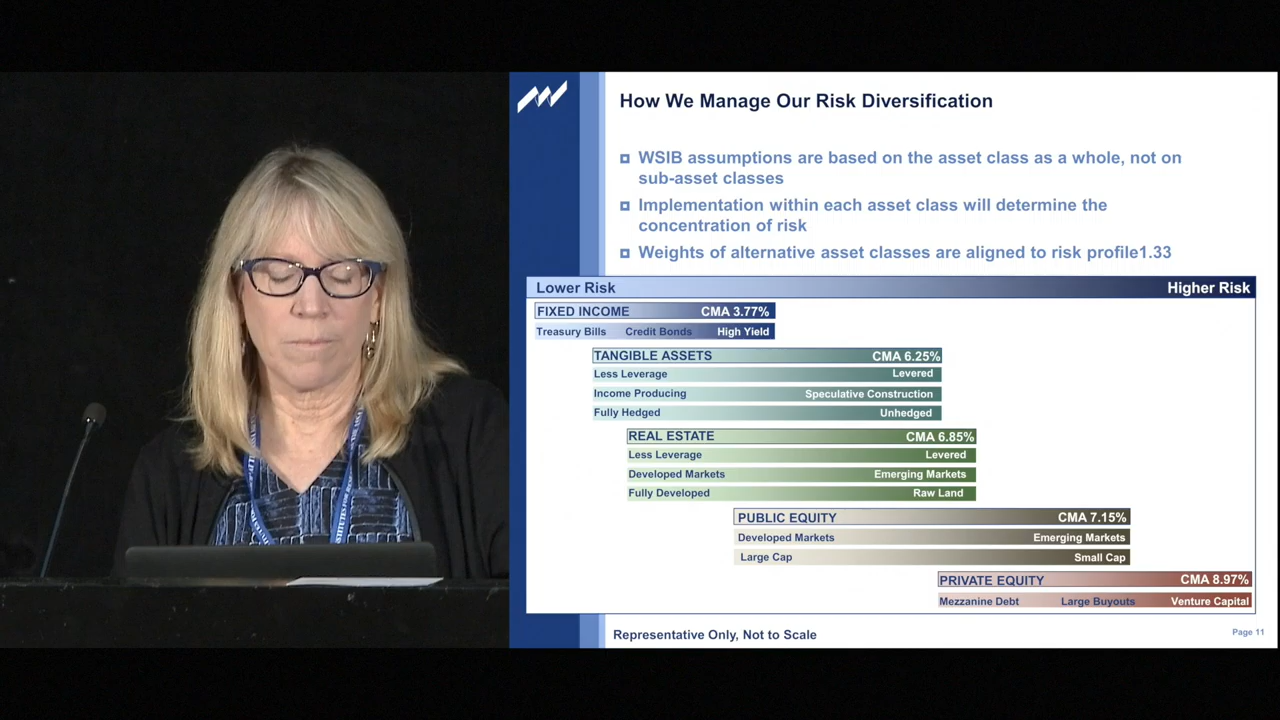 How We Manage Our Risk Diversification
WSIB assumptions are based on the asset class as a whole, not on
sub-asset classes
Implementation within each asset class will determine the
concentration of risk
Weights of alternative asset classes are aligned to risk profile1.33
Lower Risk Higher Risk
FIXED INCOME CMA 3.77%
Treasury Bills Credit Bonds High Yield
TANGIBLE ASSETS CMA 6.25%
Less Leverage Levered
Income Producing Speculative Construction
Fully Hedged Unhedged
REAL ESTATE CMA 6.85%
Less Leverage Levered
Developed Markets Emerging Markets
Fully Developed Raw Land
PUBLIC EQUITY CMA 7.15%
Developed Markets Emerging Markets
Large Cap Small Cap
PRIVATE EQUITY CMA 8.97%
Mezzanine Debt Large Buyouts Venture Capital
Representative Only, Not to Scale
Page 11